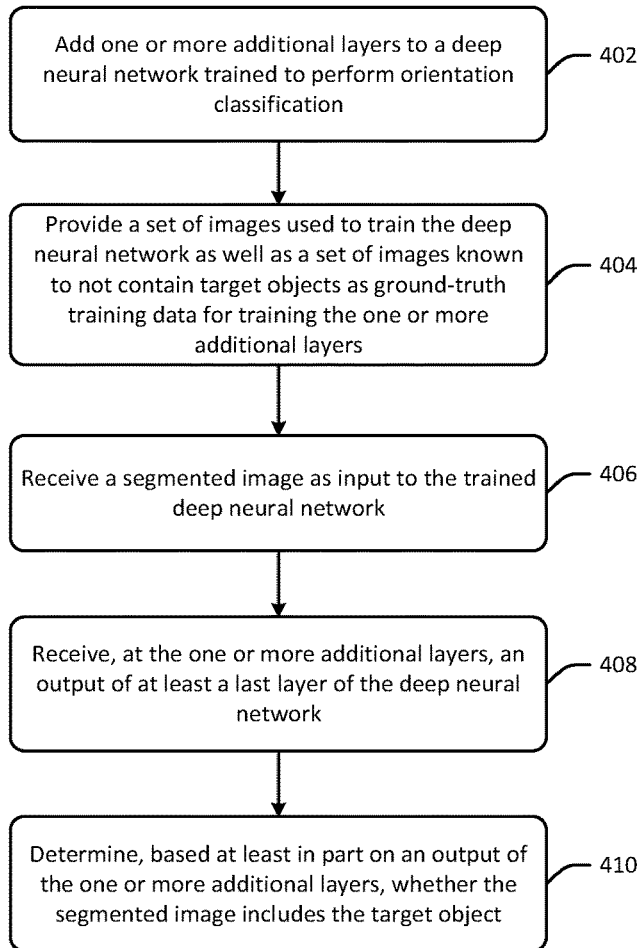 Add one or more additional layers to a deep
neural network trained to perform orientation
classification
402
Provide a set of images used to train the deep
neural network as well as a set of images known
to not contain target objects as ground-truth
training data for training the one or more
additional layers
404
Receive a segmented image as input to the trained
deep neural network
406
Receive, at the one or more additional layers, an
output of at least a last layer of the deep neural
network
408
Determine, based at least in part on an output of
the one or more additional layers, whether the
segmented image includes the target object
410